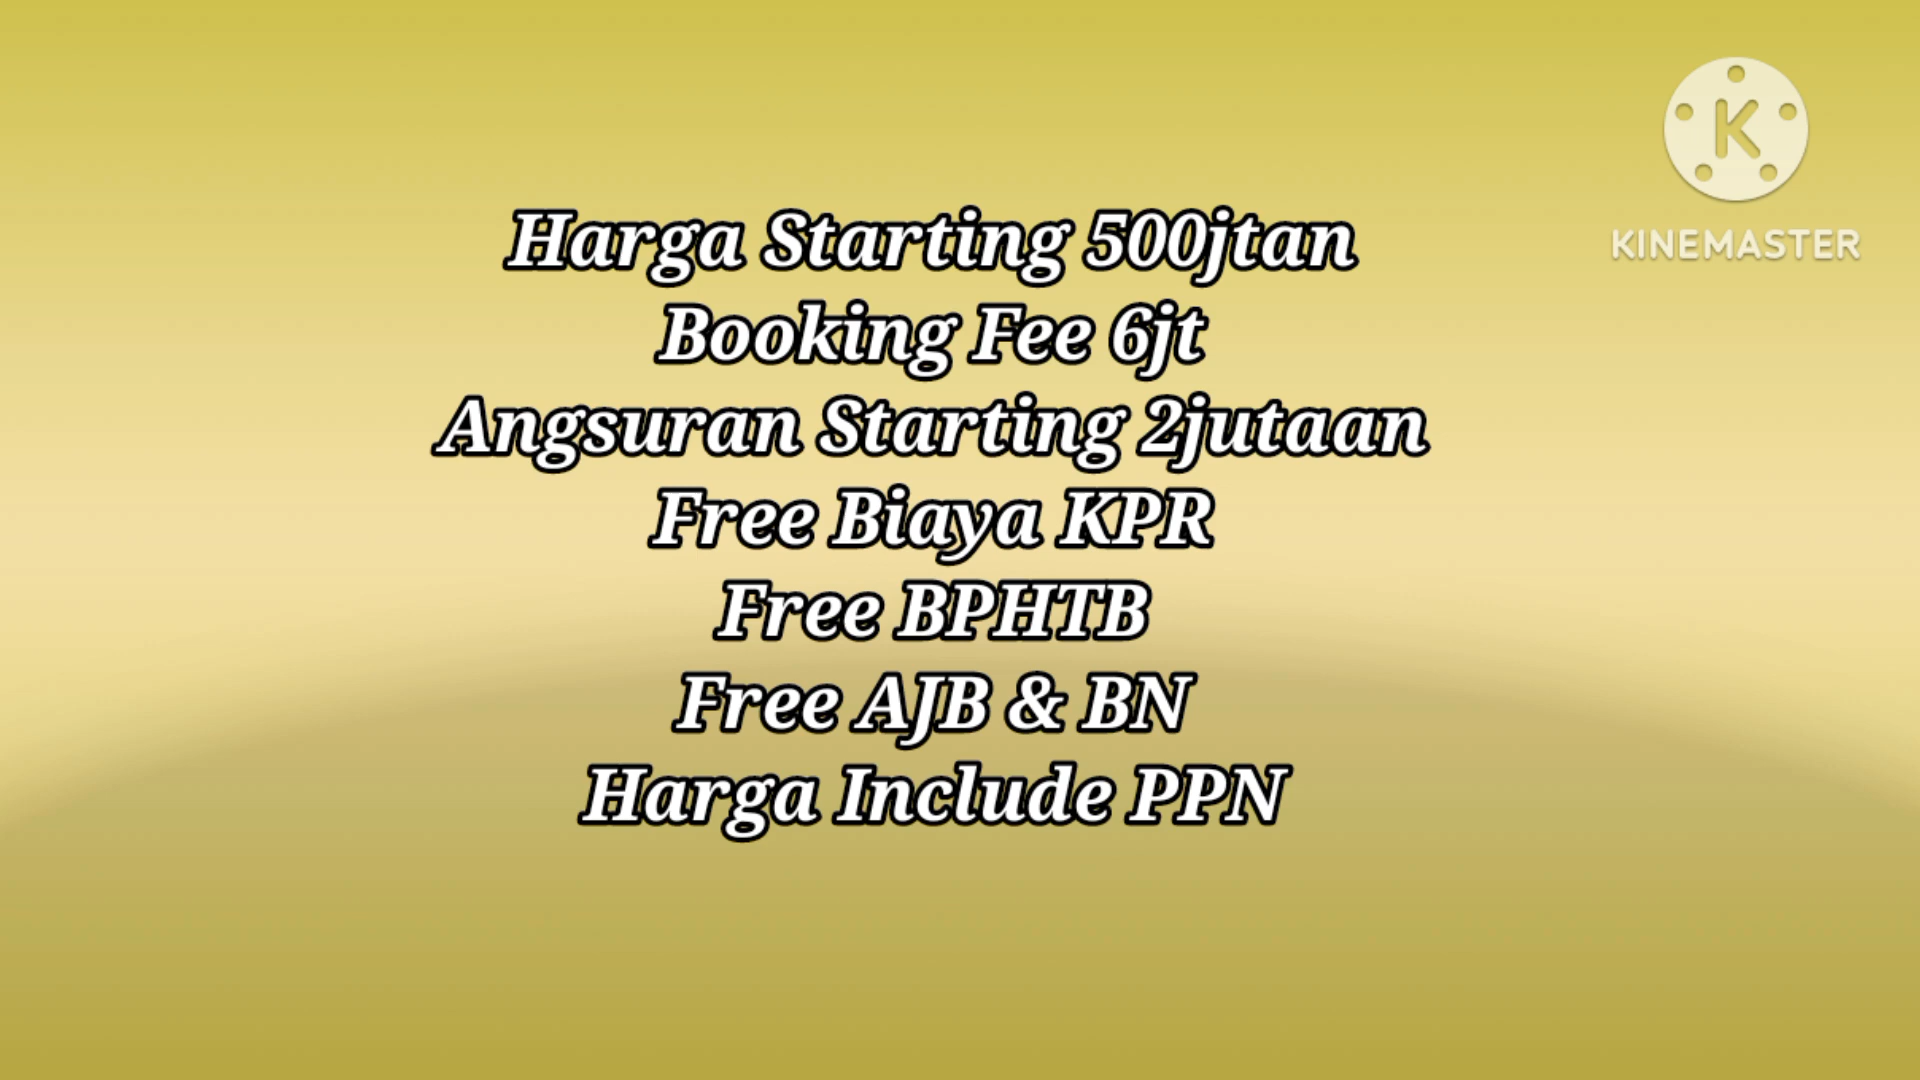 Harga Starting 500jtan
Booking Fee 6jt
Angsuran Starting 2jutaan
Free Biaya KPR
Free BPHTB
Free AJB & BN
Harga Include PPN
K
KINEMASTER